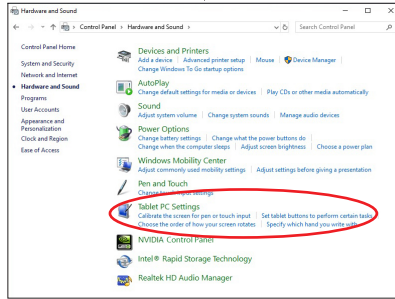 Hardware and Sound
Control Panel > Hardware and Sound >
Search Control Panel
Control Panel Home
System and Security
Network and Internet
Hardware and Sound
Programs
User Accounts
Appearance and
Personalization
Clock and Region
Ease of Access
Devices and Printers
Add a device | Advanced printer setup | Mouse | Device Manager |
Change Windows To Go startup options
AutoPlay
Change default settings for media or devices | Play CDs or other media automatically
Sound
Adjust system volume | Change system sounds | Manage audio devices
Power Options
Change battery settings | Change what the power buttons do |
Change when the computer sleeps | Adjust screen brightness | Choose a power plan
Windows Mobility Center
Adjust commonly used mobility settings | Adjust settings before giving a presentation
Pen and Touch
Change touch input settings
Tablet PC Settings
Calibrate the screen for pen or touch input | Set tablet buttons to perform certain tasks
Choose the order of how your screen rotates | Specify which hand you write with
NVIDIA Control Panel
Intel® Rapid Storage Technology
Realtek HD Audio Manager